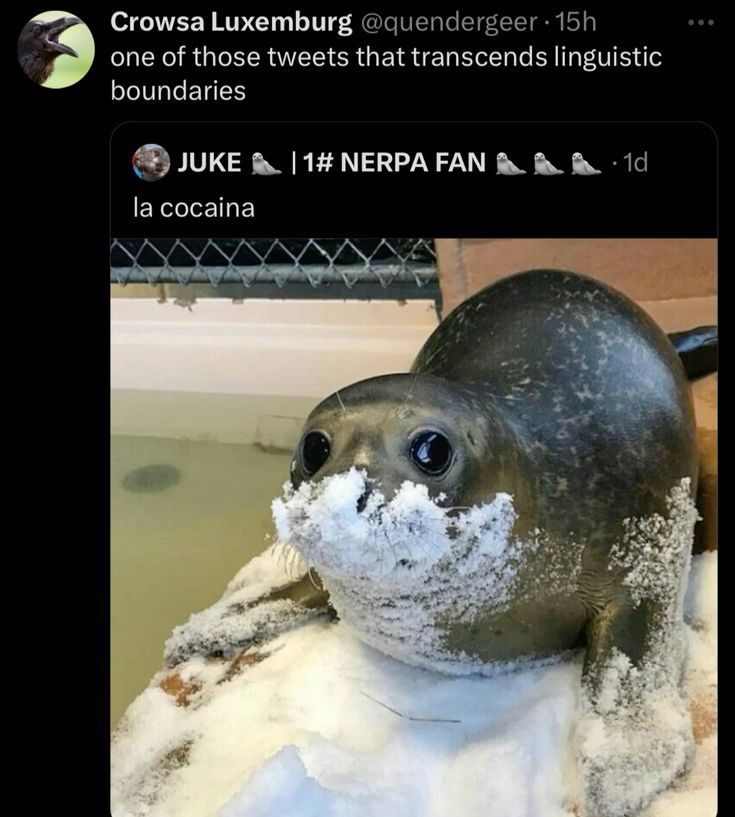 Crowsa Luxemburg @quendergeer · 15h
one of those tweets that transcends linguistic
boundaries
JUKE 🦭 | 1# NERPA FAN 🦭 🦭 🦭 · 1d
la cocaina